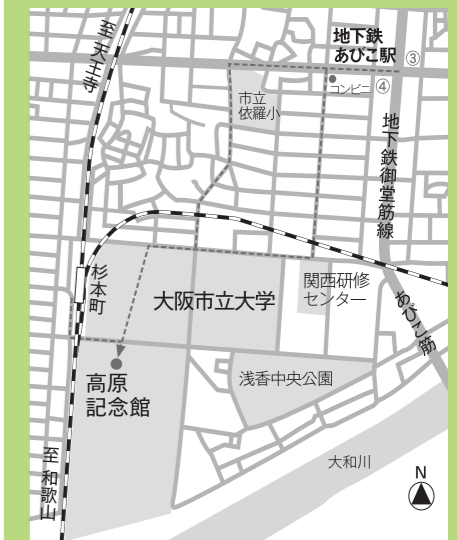 至 天王寺
地下鉄
あびこ駅
③
コンビニ
④
市立
依羅小
地下鉄御堂筋線
杉本町
大阪市立大学
関西研修
センター
あびこ筋
高原
記念館
浅香中央公園
至 和歌山
大和川
N